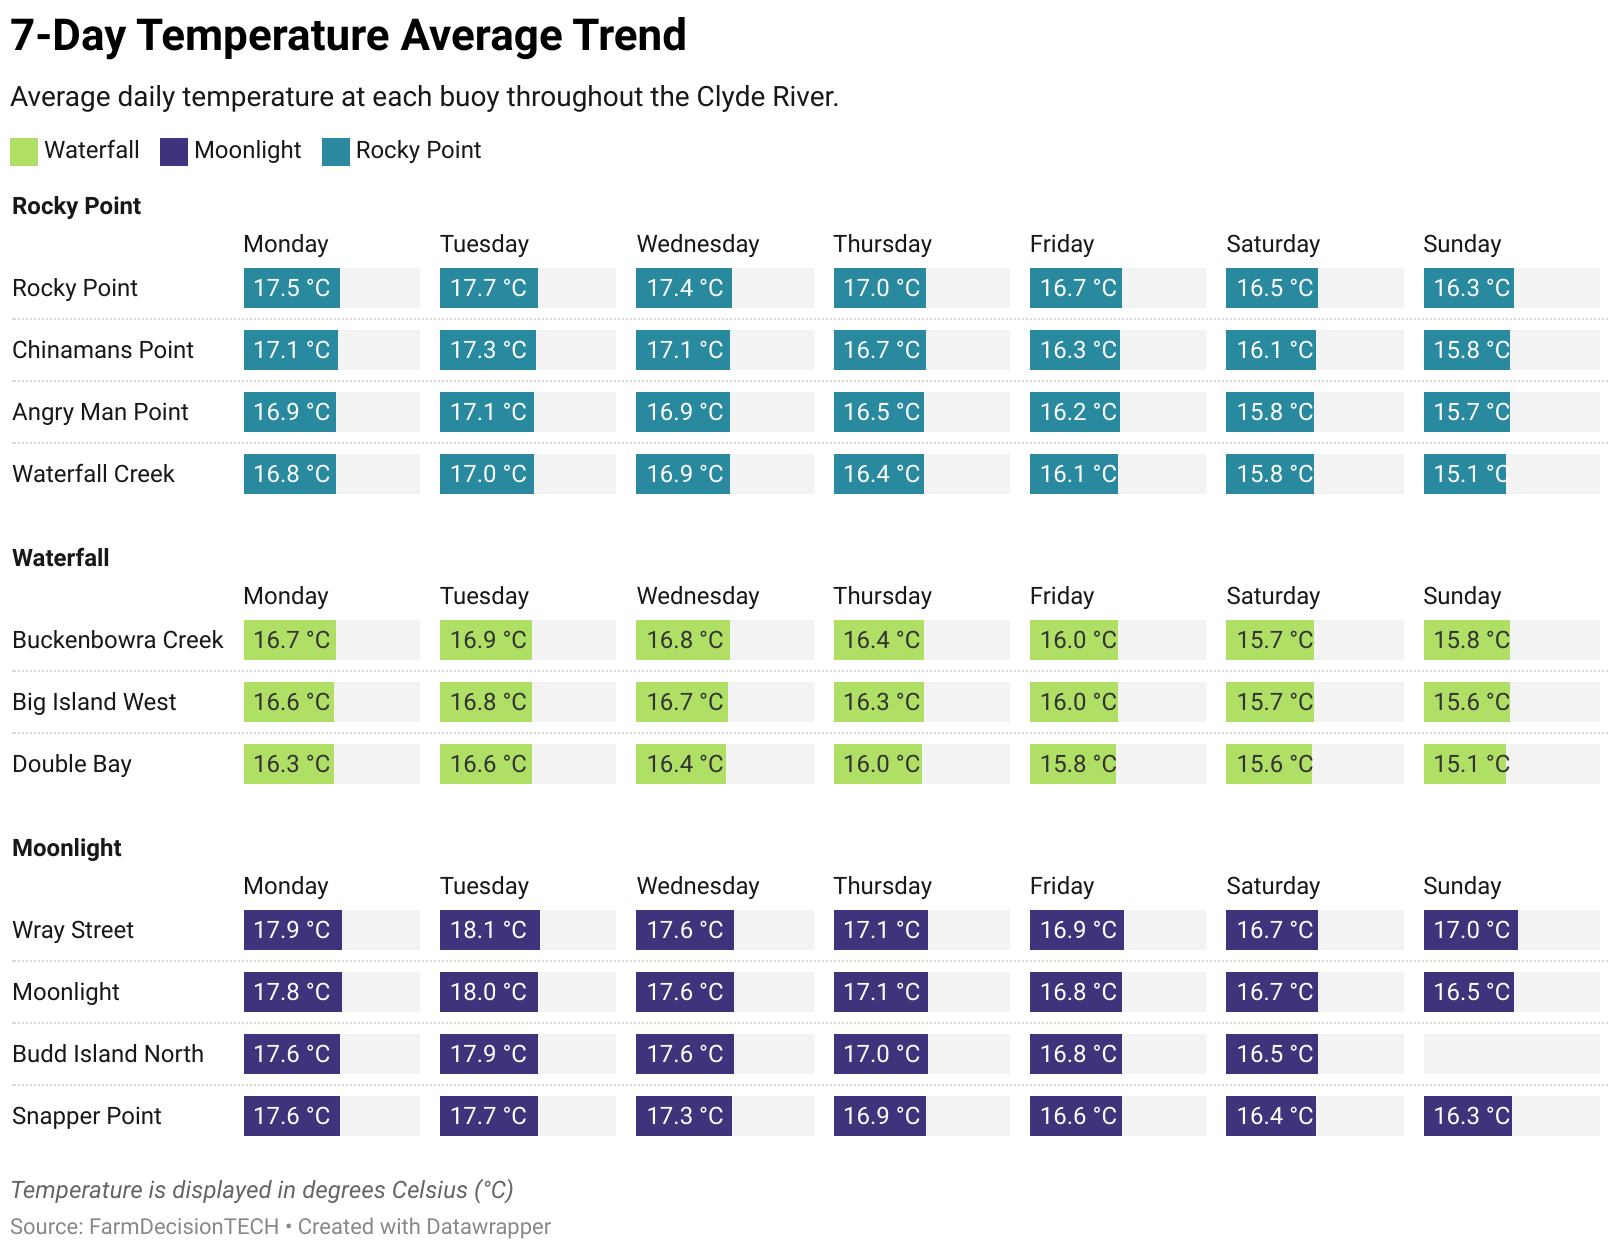 7-Day Temperature Average Trend
Average daily temperature at each buoy throughout the Clyde River.
Waterfall Moonlight Rocky Point
Rocky Point
Monday Tuesday Wednesday Thursday Friday Saturday Sunday
Rocky Point 17.5 °C 17.7 °C 17.4 °C 17.0 °C 16.7 °C 16.5 °C 16.3 °C
Chinamans Point 17.1 °C 17.3 °C 17.1 °C 16.7 °C 16.3 °C 16.1 °C 15.8 °C
Angry Man Point 16.9 °C 17.1 °C 16.9 °C 16.5 °C 16.2 °C 15.8 °C 15.7 °C
Waterfall Creek 16.8 °C 17.0 °C 16.9 °C 16.4 °C 16.1 °C 15.8 °C 15.1 °C
Waterfall
Monday Tuesday Wednesday Thursday Friday Saturday Sunday
Buckenbowra Creek 16.7 °C 16.9 °C 16.8 °C 16.4 °C 16.0 °C 15.7 °C 15.8 °C
Big Island West 16.6 °C 16.8 °C 16.7 °C 16.3 °C 16.0 °C 15.7 °C 15.6 °C
Double Bay 16.3 °C 16.6 °C 16.4 °C 16.0 °C 15.8 °C 15.6 °C 15.1 °C
Moonlight
Monday Tuesday Wednesday Thursday Friday Saturday Sunday
Wray Street 17.9 °C 18.1 °C 17.6 °C 17.1 °C 16.9 °C 16.7 °C 17.0 °C
Moonlight 17.8 °C 18.0 °C 17.6 °C 17.1 °C 16.8 °C 16.7 °C 16.5 °C
Budd Island North 17.6 °C 17.9 °C 17.6 °C 17.0 °C 16.8 °C 16.5 °C
Snapper Point 17.6 °C 17.7 °C 17.3 °C 16.9 °C 16.6 °C 16.4 °C 16.3 °C
Temperature is displayed in degrees Celsius (°C)
Source: FarmDecisionTECH • Created with Datawrapper